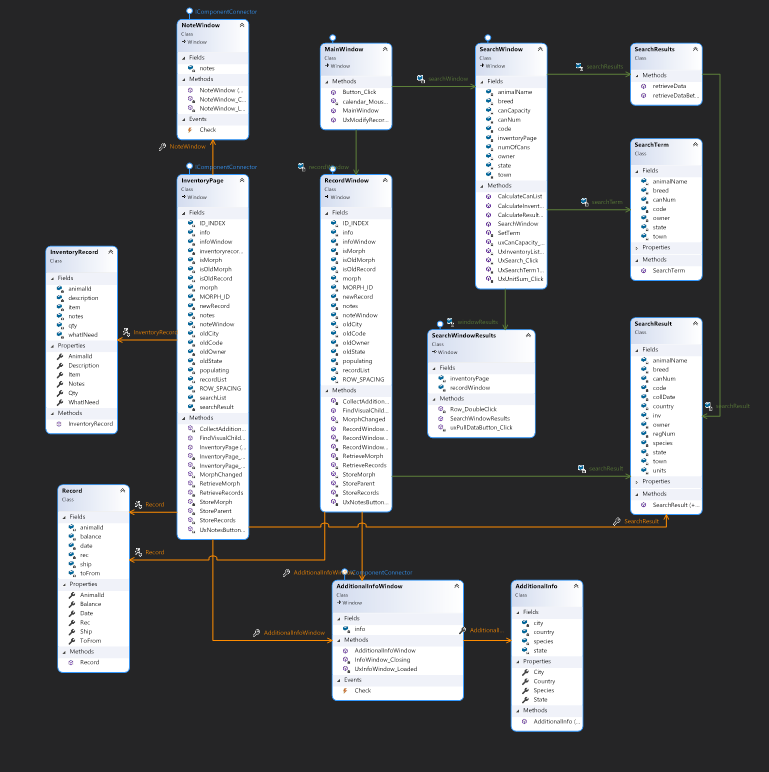 IComponentConnector
NoteWindow
Class
Window
Fields
notes
Methods
NoteWindow (...
NoteWindow_C...
NoteWindow_L...
Events
Check
NoteWindow
MainWindow
Class
Window
Methods
Button_Click
calendar_Mous...
MainWindow
UxModifyRecor...
searchWindow
SearchWindow
Class
Window
Fields
animalName
breed
canCapacity
canNum
code
inventoryPage
numOfCans
owner
state
town
Methods
CalculateCanList
CalculateInvent...
CalculateResult...
SearchWindow
SetTerm
uxCanCapacity_...
UxInventoryList...
UxSearch_Click
UxSearchTerm1...
UxUnitSum_Click
searchResults
SearchResults
Class
Methods
retrieveData
retrieveDataBet...
searchTerm
SearchTerm
Class
Fields
animalName
breed
canNum
code
owner
state
town
Properties
Methods
SearchTerm
IComponentConnector
InventoryPage
Class
Window
Fields
ID_INDEX
info
infoWindow
inventoryrecor...
isMorph
isOldMorph
isOldRecord
morph
MORPH_ID
newRecord
notes
noteWindow
oldCity
oldCode
oldOwner
oldState
populating
recordList
ROW_SPACING
searchList
searchResult
Methods
CollectAddition...
FindVisualChild...
InventoryPage (...
InventoryPage_...
InventoryPage_...
MorphChanged
RetrieveMorph
RetrieveRecords
StoreMorph
StoreParent
StoreRecords
UxNotesButton...
RecordWindow
Class
Window
Fields
ID_INDEX
info
infoWindow
isMorph
isOldMorph
isOldRecord
morph
MORPH_ID
newRecord
notes
noteWindow
oldCity
oldCode
oldOwner
oldState
populating
recordList
ROW_SPACING
Methods
CollectAddition...
FindVisualChild...
MorphChanged
RecordWindow...
RecordWindow...
RecordWindow...
RetrieveMorph
RetrieveRecords
StoreMorph
StoreParent
StoreRecords
UxNotesButton...
InventoryRecord
Class
Fields
animalId
description
item
notes
qty
whatINeed
Properties
AnimalId
Description
Item
Notes
Qty
WhatINeed
Methods
InventoryRecord
InventoryRecord
windowResults
SearchWindowResults
Class
Window
Fields
inventoryPage
recordWindow
Methods
Row_DoubleClick
SearchWindowResults
uxPullDataButton_Click
SearchResult
Class
Fields
animalName
breed
canNum
code
collDate
country
inv
owner
regNum
species
state
town
units
Properties
Methods
SearchResult (+ ...
searchResult
searchResult
SearchResult
Record
Class
Fields
animalId
balance
date
rec
ship
toFrom
Properties
AnimalId
Balance
Date
Rec
Ship
ToFrom
Methods
Record
Record
Record
AdditionalInfoWindow
AdditionalInfoWindow
Class
Window
Fields
info
Methods
AdditionalInfoWindow
InfoWindow_Closing
UxInfoWindow_Loaded
Events
Check
Additional...
AdditionalInfo
Class
Fields
city
country
species
state
Properties
City
Country
Species
State
Methods
AdditionalInfo (...